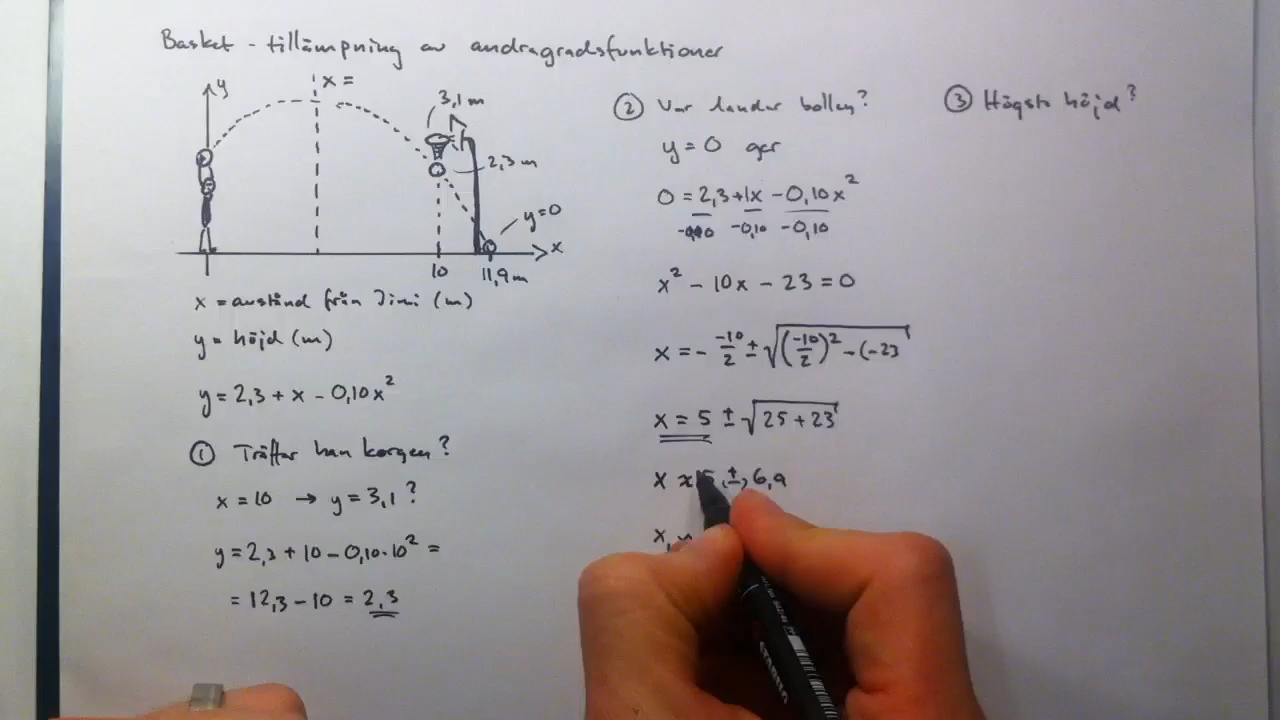 Basket - tillämpning av andragradsfunktioner
y
x =
3,1 m
2,3 m
y=0
x
10
11,9 m
x = avstånd från Jimi (m)
y = höjd (m)
y = 2,3 + x - 0,10x²
① Träffar han korgen?
x = 10 → y = 3,1 ?
y = 2,3 + 10 - 0,10·10² =
= 12,3 - 10 = 2,3
② Var landar bollen?
y = 0 ger
0 = 2,3+1x - 0,10x²
-0,10 -0,10 -0,10
x² - 10x - 23 = 0
x = - -10/2 ± √(-10/2)² - (-23
x = 5 ± √25 + 23
x ≈ 5 ± 6,9
x₁
③ Högsta höjd?